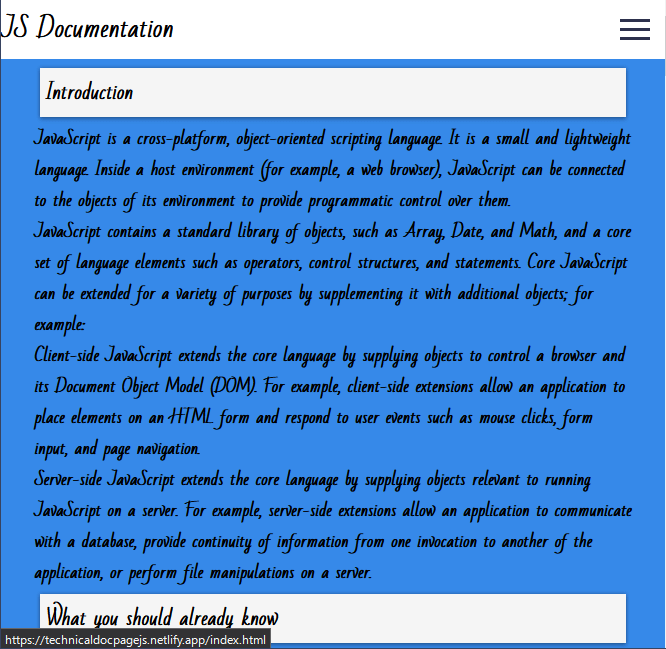 JS Documentation
Introduction
JavaScript is a cross-platform, object-oriented scripting language. It is a small and lightweight
language. Inside a host environment (for example, a web browser), JavaScript can be connected
to the objects of its environment to provide programmatic control over them.
JavaScript contains a standard library of objects, such as Array, Date, and Math, and a core
set of language elements such as operators, control structures, and statements. Core JavaScript
can be extended for a variety of purposes by supplementing it with additional objects; for
example:
Client-side JavaScript extends the core language by supplying objects to control a browser and
its Document Object Model (DOM). For example, client-side extensions allow an application to
place elements on an HTML form and respond to user events such as mouse clicks, form
input, and page navigation.
Server-side JavaScript extends the core language by supplying objects relevant to running
JavaScript on a server. For example, server-side extensions allow an application to communicate
with a database, provide continuity of information from one invocation to another of the
application, or perform file manipulations on a server.
What you should already know
https://technicaldocpagejs.netlify.app/index.html